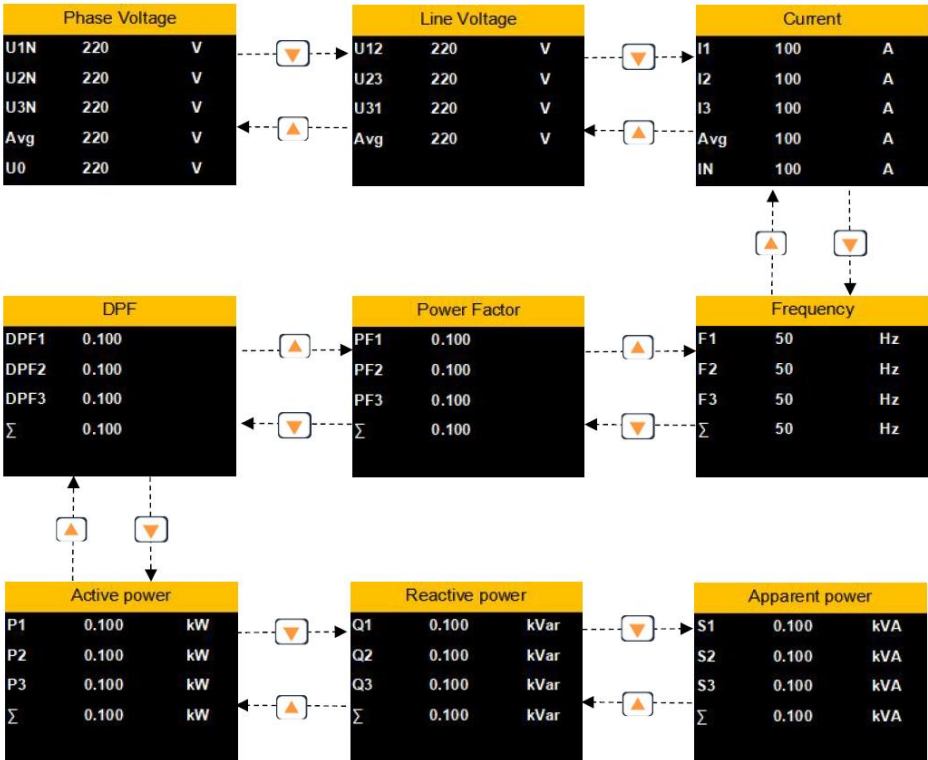 Phase Voltage
U1N 220 V
U2N 220 V
U3N 220 V
Avg 220 V
U0 220 V
Line Voltage
U12 220 V
U23 220 V
U31 220 V
Avg 220 V
Current
I1 100 A
I2 100 A
I3 100 A
Avg 100 A
IN 100 A
DPF
DPF1 0.100
DPF2 0.100
DPF3 0.100
∑ 0.100
Power Factor
PF1 0.100
PF2 0.100
PF3 0.100
∑ 0.100
Frequency
F1 50 Hz
F2 50 Hz
F3 50 Hz
∑ 50 Hz
Active power
P1 0.100 kW
P2 0.100 kW
P3 0.100 kW
∑ 0.100 kW
Reactive power
Q1 0.100 kVar
Q2 0.100 kVar
Q3 0.100 kVar
∑ 0.100 kVar
Apparent power
S1 0.100 kVA
S2 0.100 kVA
S3 0.100 kVA
∑ 0.100 kVA